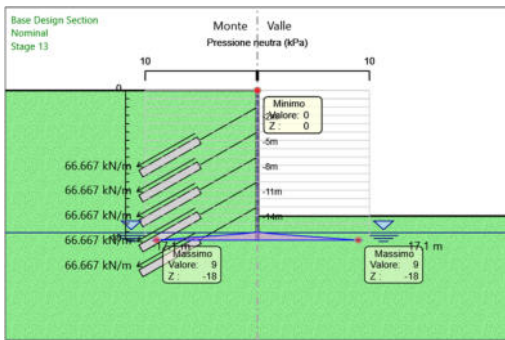 Base Design Section
Nominal
Stage 13
Monte Valle
Pressione neutra (kPa)
10 10
0
Minimo
Valore: 0
Z : 0
-5m
-8m
-11m
-14m
66.667 kN/m
66.667 kN/m
66.667 kN/m
66.667 kN/m
66.667 kN/m
17,1 m
17,1 m
Massimo
Valore: 9
Z : -18
Massimo
Valore: 9
Z : -18